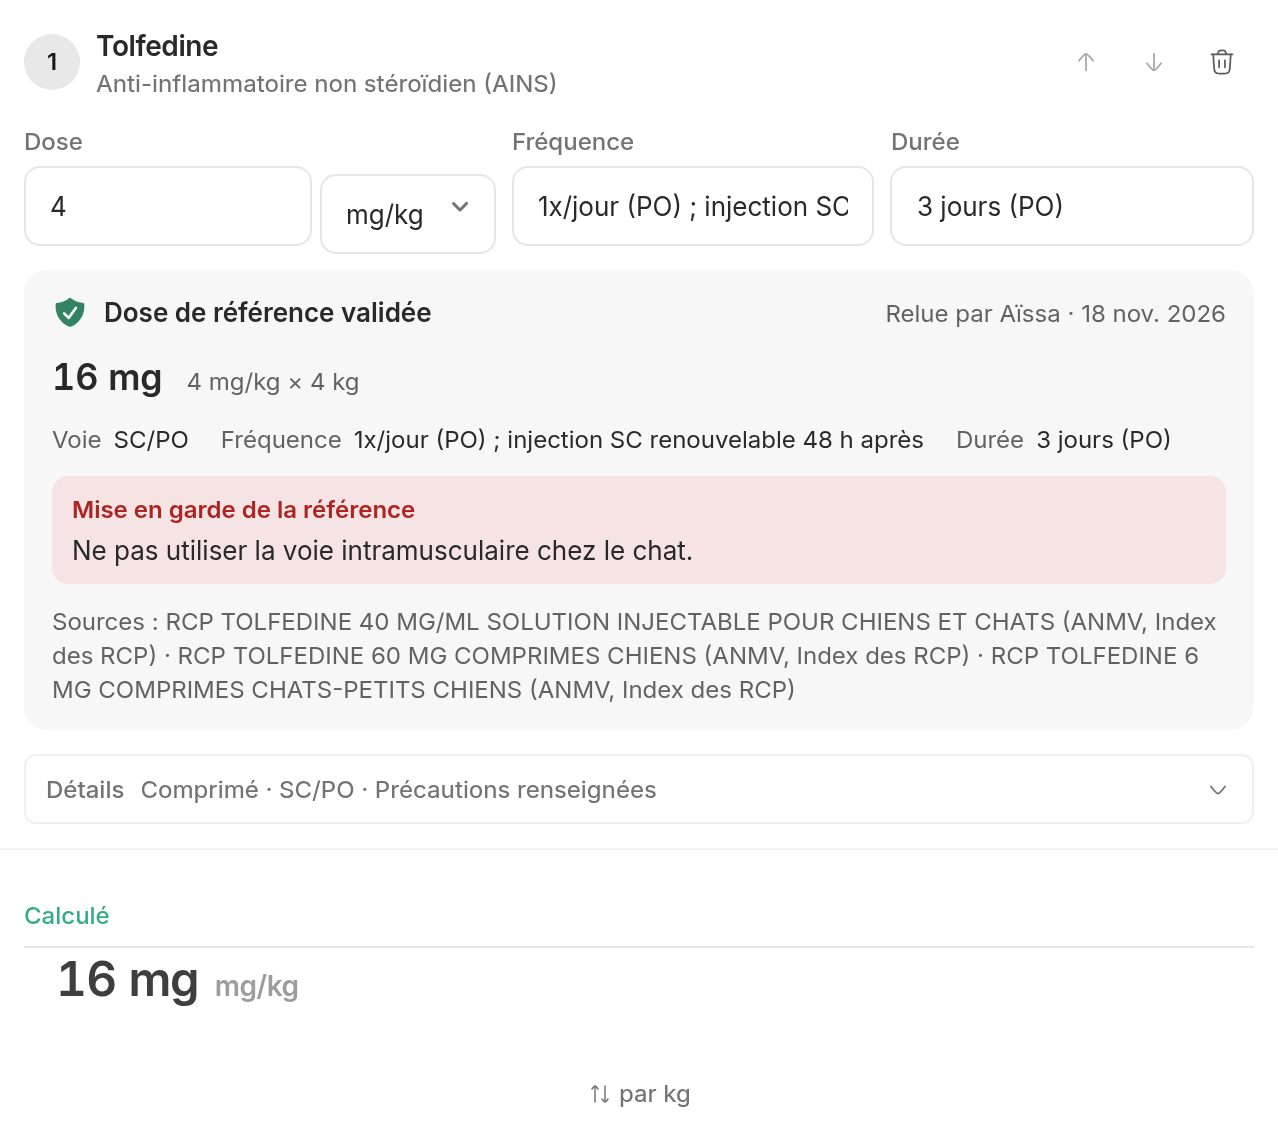 1
Tolfedine
Anti-inflammatoire non stéroïdien (AINS)
Dose
Fréquence
Durée
4
mg/kg
1x/jour (PO) ; injection SC
3 jours (PO)
Dose de référence validée
Relue par Aïssa · 18 nov. 2026
16 mg 4 mg/kg × 4 kg
Voie SC/PO Fréquence 1x/jour (PO) ; injection SC renouvelable 48 h après Durée 3 jours (PO)
Mise en garde de la référence
Ne pas utiliser la voie intramusculaire chez le chat.
Sources : RCP TOLFEDINE 40 MG/ML SOLUTION INJECTABLE POUR CHIENS ET CHATS (ANMV, Index
des RCP) · RCP TOLFEDINE 60 MG COMPRIMES CHIENS (ANMV, Index des RCP) · RCP TOLFEDINE 6
MG COMPRIMES CHATS-PETITS CHIENS (ANMV, Index des RCP)
Détails Comprimé · SC/PO · Précautions renseignées
Calculé
16 mg mg/kg
par kg